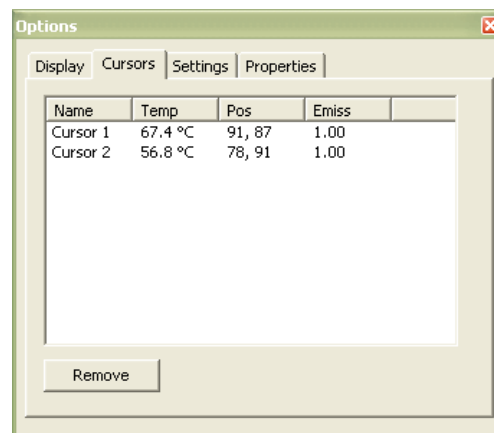 Options
Display Cursors Settings Properties
Name Temp Pos Emiss
Cursor 1 67.4 °C 91, 87 1.00
Cursor 2 56.8 °C 78, 91 1.00
Remove